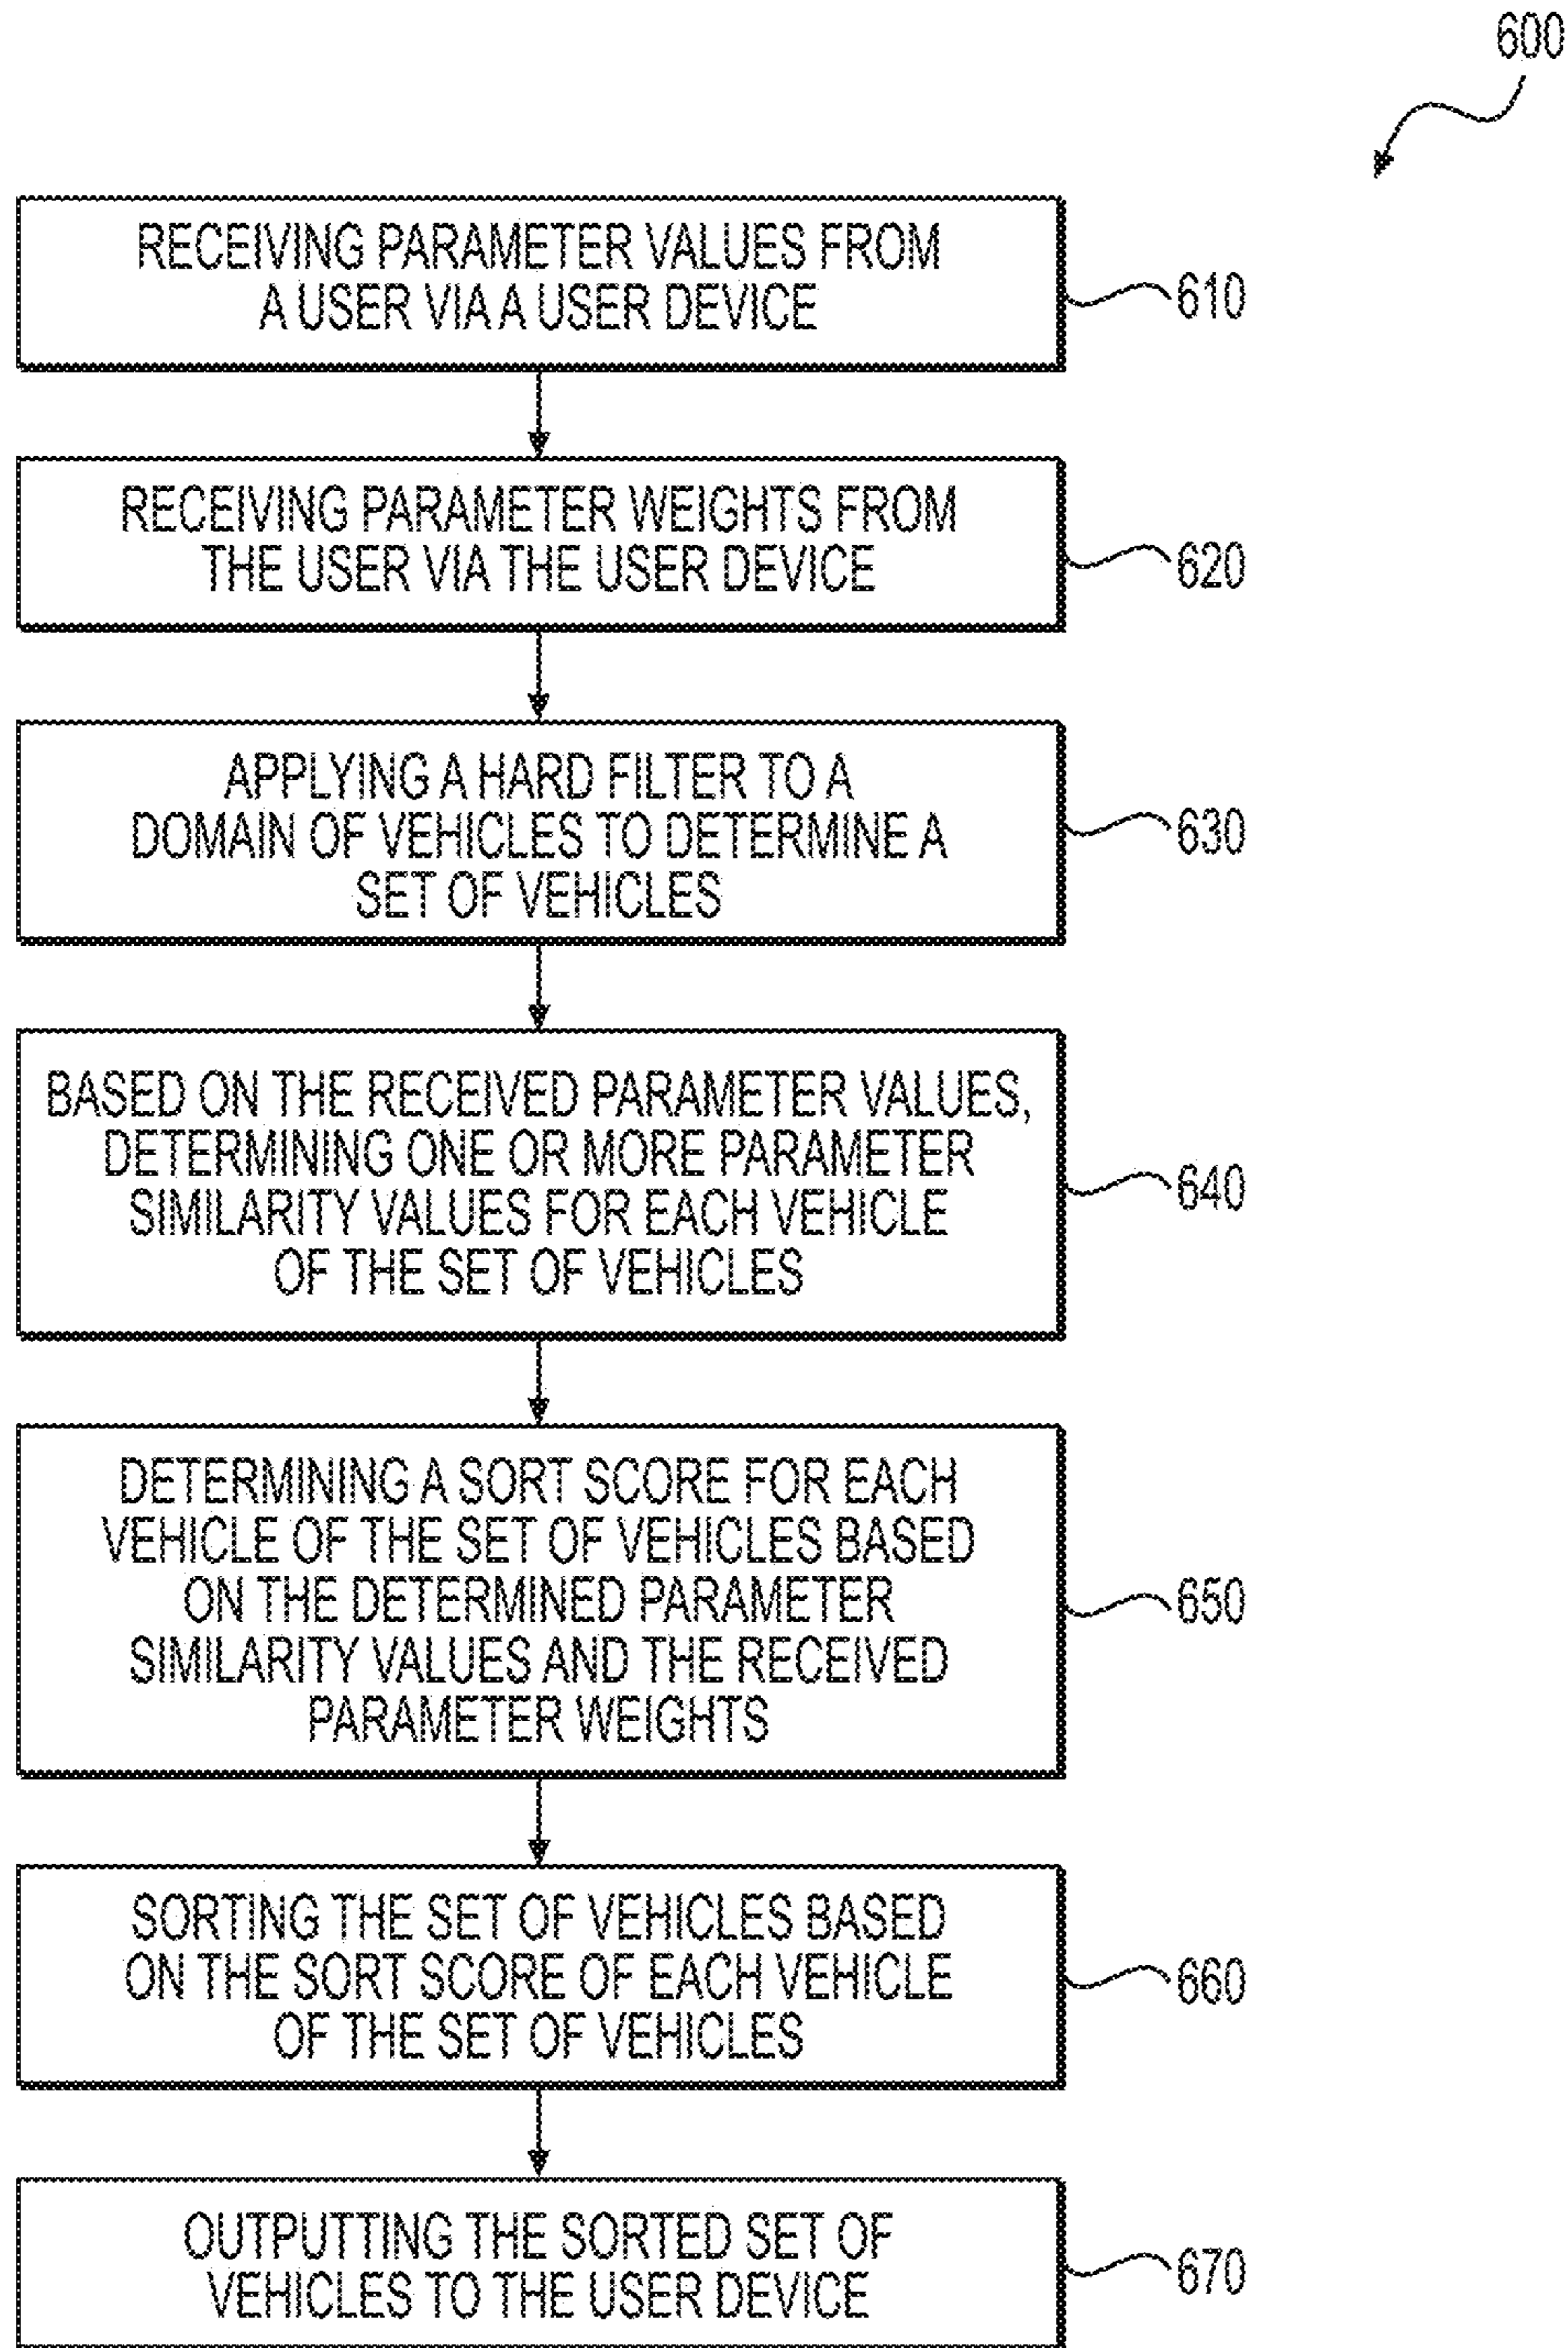 600
RECEIVING PARAMETER VALUES FROM
A USER VIA A USER DEVICE
610
RECEIVING PARAMETER WEIGHTS FROM
THE USER VIA THE USER DEVICE
620
APPLYING A HARD FILTER TO A
DOMAIN OF VEHICLES TO DETERMINE A
SET OF VEHICLES
630
BASED ON THE RECEIVED PARAMETER VALUES,
DETERMINING ONE OR MORE PARAMETER
SIMILARITY VALUES FOR EACH VEHICLE
OF THE SET OF VEHICLES
640
DETERMINING A SORT SCORE FOR EACH
VEHICLE OF THE SET OF VEHICLES BASED
ON THE DETERMINED PARAMETER
SIMILARITY VALUES AND THE RECEIVED
PARAMETER WEIGHTS
650
SORTING THE SET OF VEHICLES BASED
ON THE SORT SCORE OF EACH VEHICLE
OF THE SET OF VEHICLES
660
OUTPUTTING THE SORTED SET OF
VEHICLES TO THE USER DEVICE
670